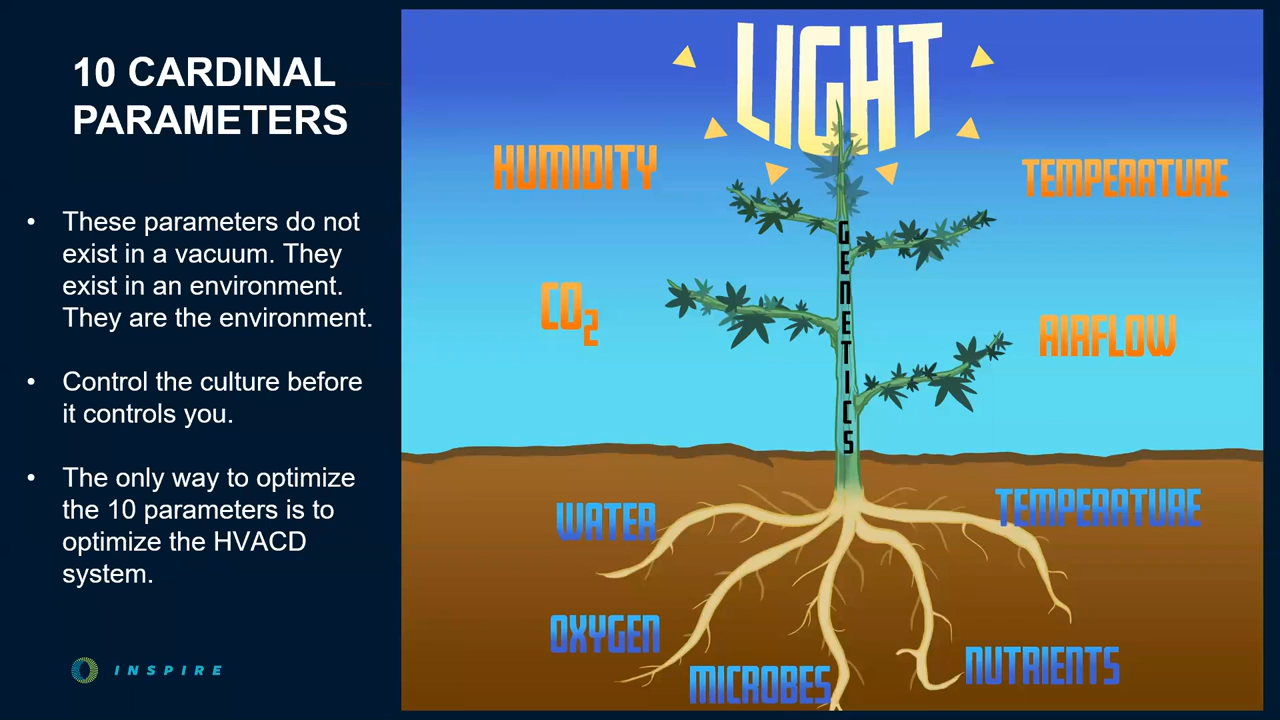 10 CARDINAL
PARAMETERS
• These parameters do not
exist in a vacuum. They
exist in an environment.
They are the environment.
• Control the culture before
it controls you.
• The only way to optimize
the 10 parameters is to
optimize the HVACD
system.
INSPIRE
LIGHT
HUMIDITY
TEMPERATURE
GENETICS
CO₂
AIRFLOW
WATER
TEMPERATURE
OXYGEN
MICROBES
NUTRIENTS